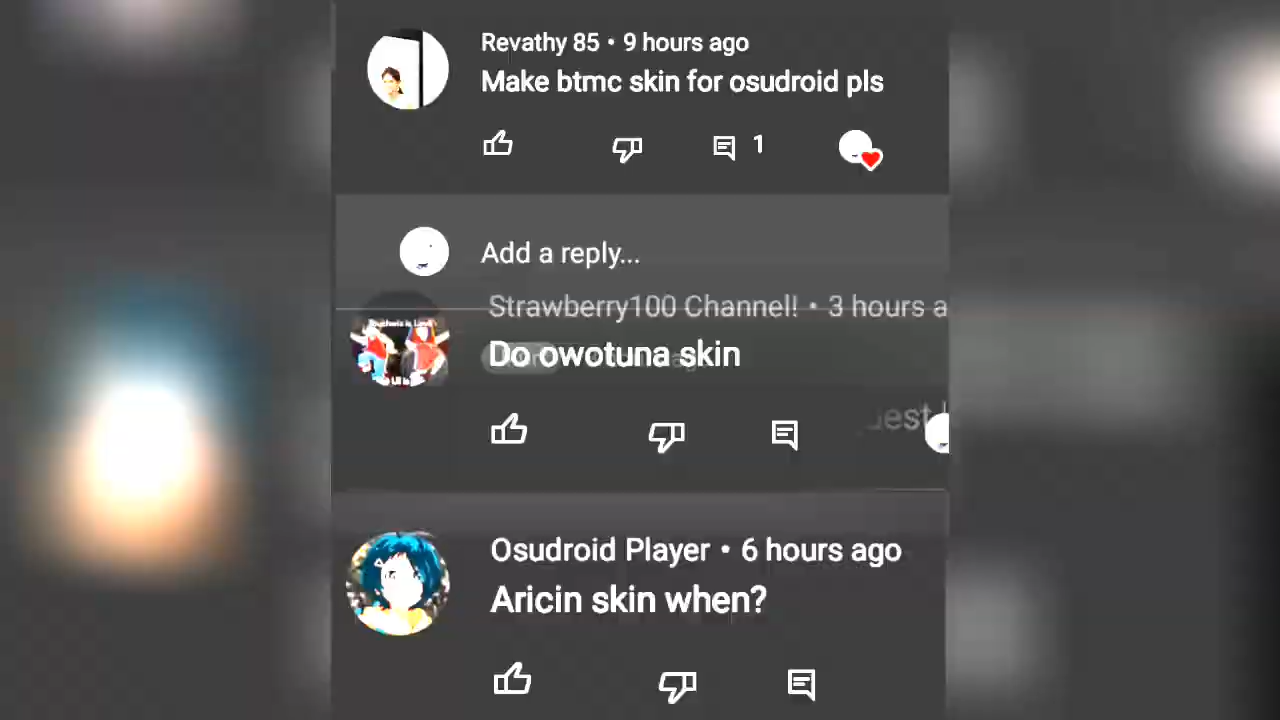 Revathy 85 • 9 hours ago
Make btmc skin for osudroid pls
1
Add a reply...
Strawberry100 Channel! • 3 hours a
Do owotuna skin
Osudroid Player • 6 hours ago
Aricin skin when?